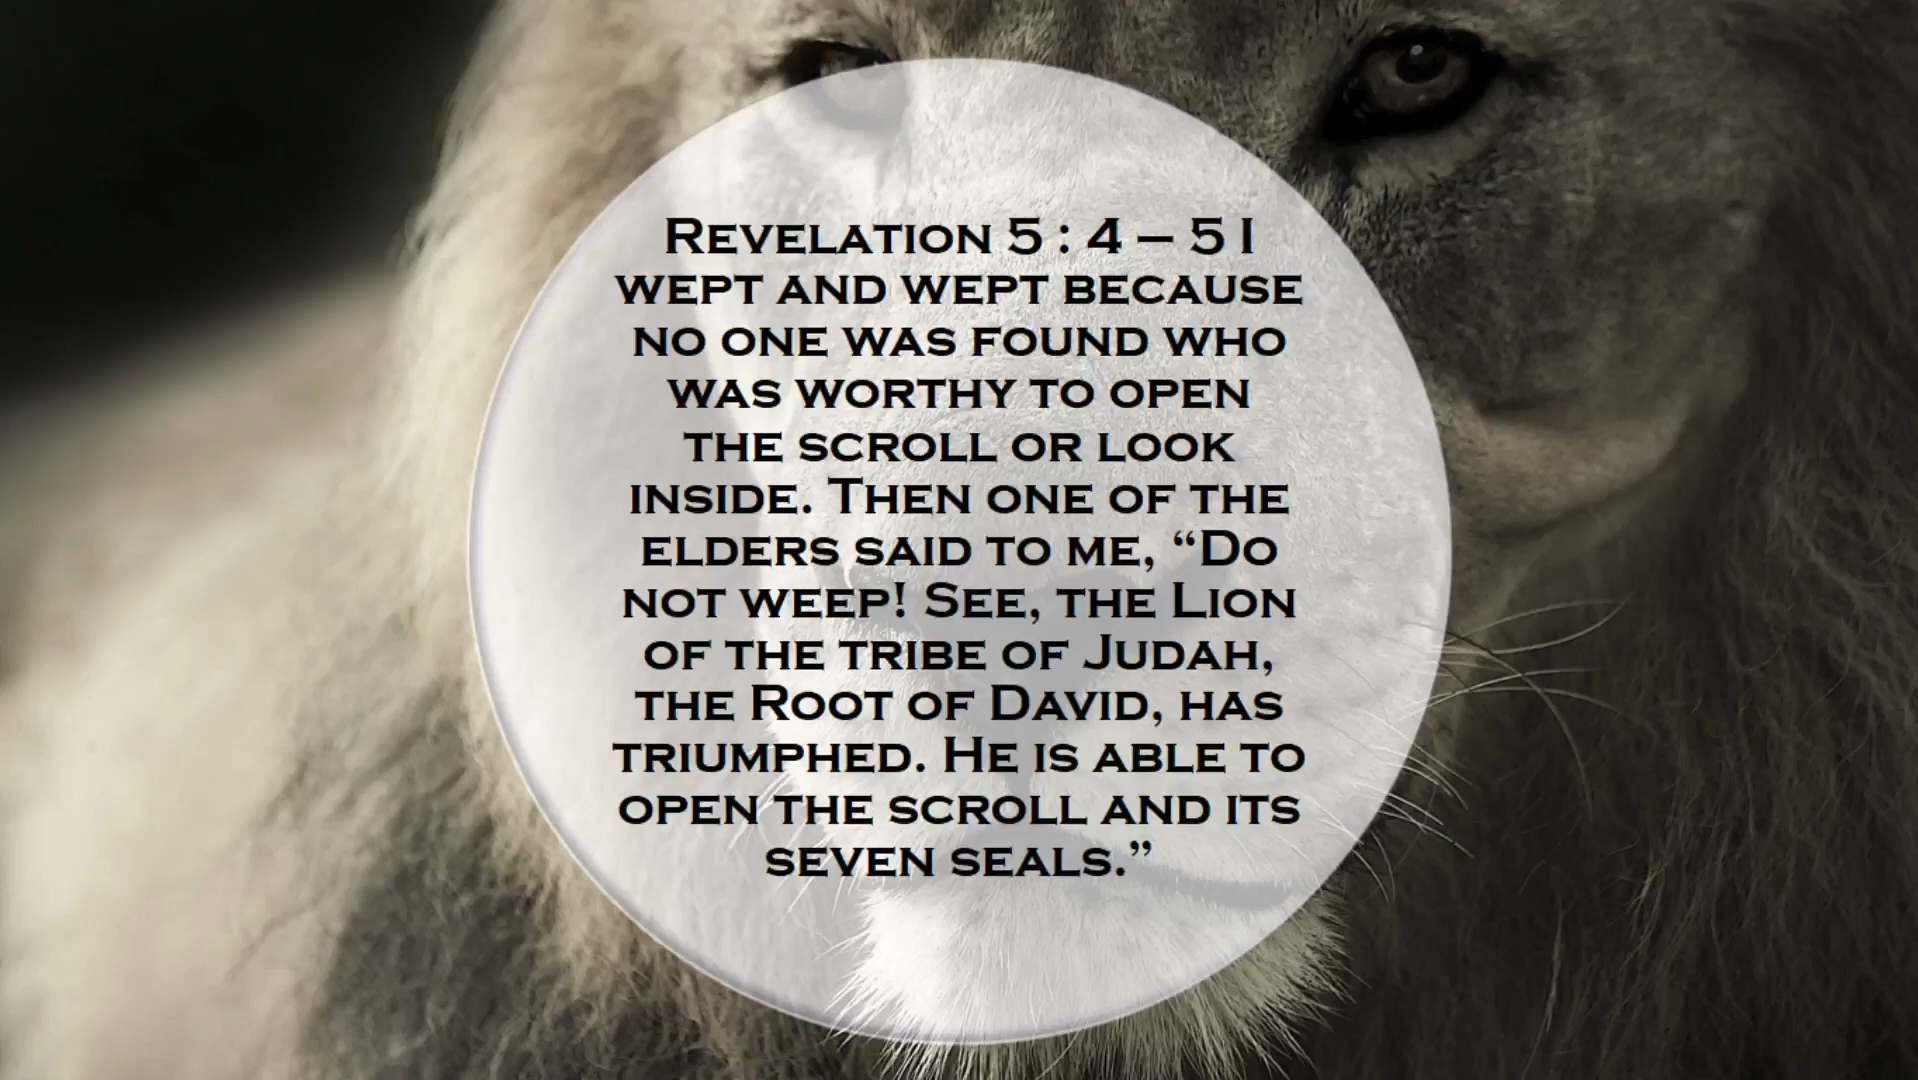 Revelation 5 : 4 – 5 I
wept and wept because
no one was found who
was worthy to open
the scroll or look
inside. Then one of the
elders said to me, “Do
not weep! See, the Lion
of the tribe of Judah,
the Root of David, has
triumphed. He is able to
open the scroll and its
seven seals.”